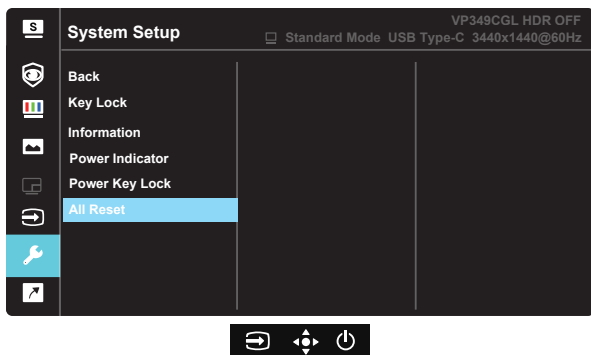 S
System Setup
VP349CGL HDR OFF
Standard Mode USB Type-C 3440x1440@60Hz
Back
Key Lock
Information
Power Indicator
Power Key Lock
All Reset